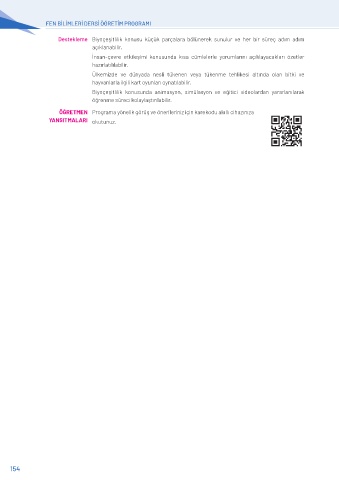 FEN BİLİMLERİ DERSİ ÖĞRETİM PROGRAMI
Destekleme Biyoçeşitlilik konusu küçük parçalara bölünerek sunulur ve her bir süreç adım adım
açıklanabilir.
İnsan-çevre etkileşimi konusunda kısa cümlelerle yorumlarını açıklayacakları özetler
hazırlatılabilir.
Ülkemizde ve dünyada nesli tükenen veya tükenme tehlikesi altında olan bitki ve
hayvanlarla ilgili kart oyunları oynatılabilir.
Biyoçeşitlilik konusunda animasyon, simülasyon ve eğitici videolardan yararlanılarak
öğrenme süreci kolaylaştırılabilir.
ÖĞRETMEN Programa yönelik görüş ve önerileriniz için karekodu akıllı cihazınıza
YANSITMALARI okutunuz.
154